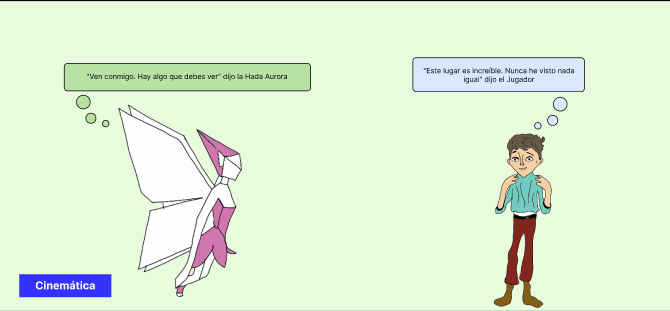 "Ven conmigo. Hay algo que debes ver" dijo la Hada Aurora
"Este lugar es increíble. Nunca he visto nada
igual" dijo el Jugador
Cinemática